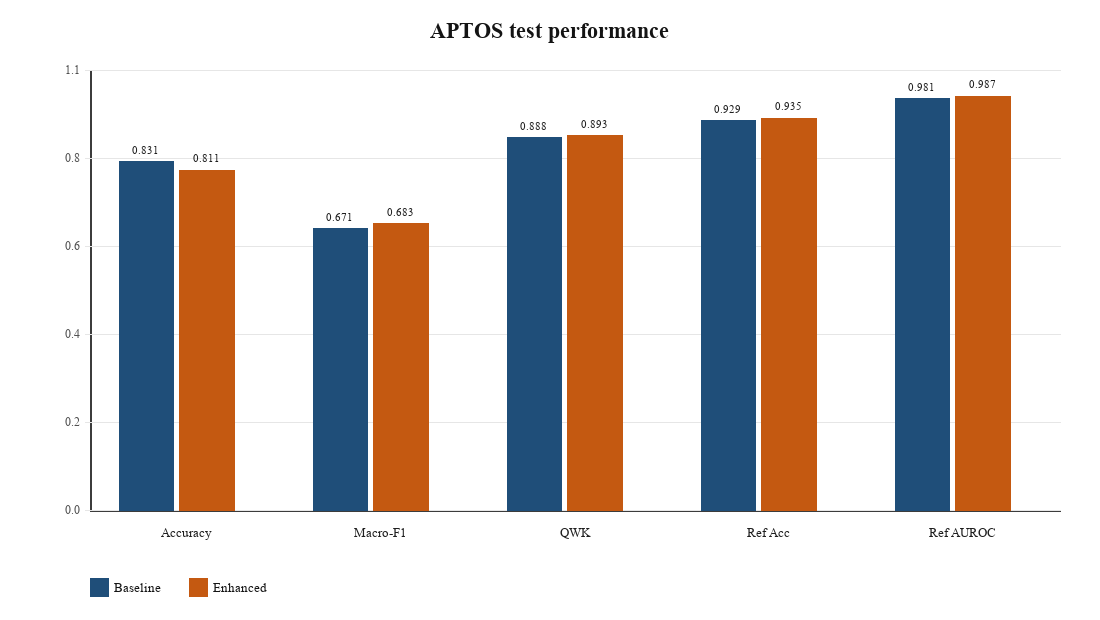 APTOS test performance
1.1
0.8
0.6
0.4
0.2
0.0
0.831
0.811
0.671
0.683
0.888
0.893
0.929
0.935
0.981
0.987
Accuracy
Macro-F1
QWK
Ref Acc
Ref AUROC
Baseline
Enhanced